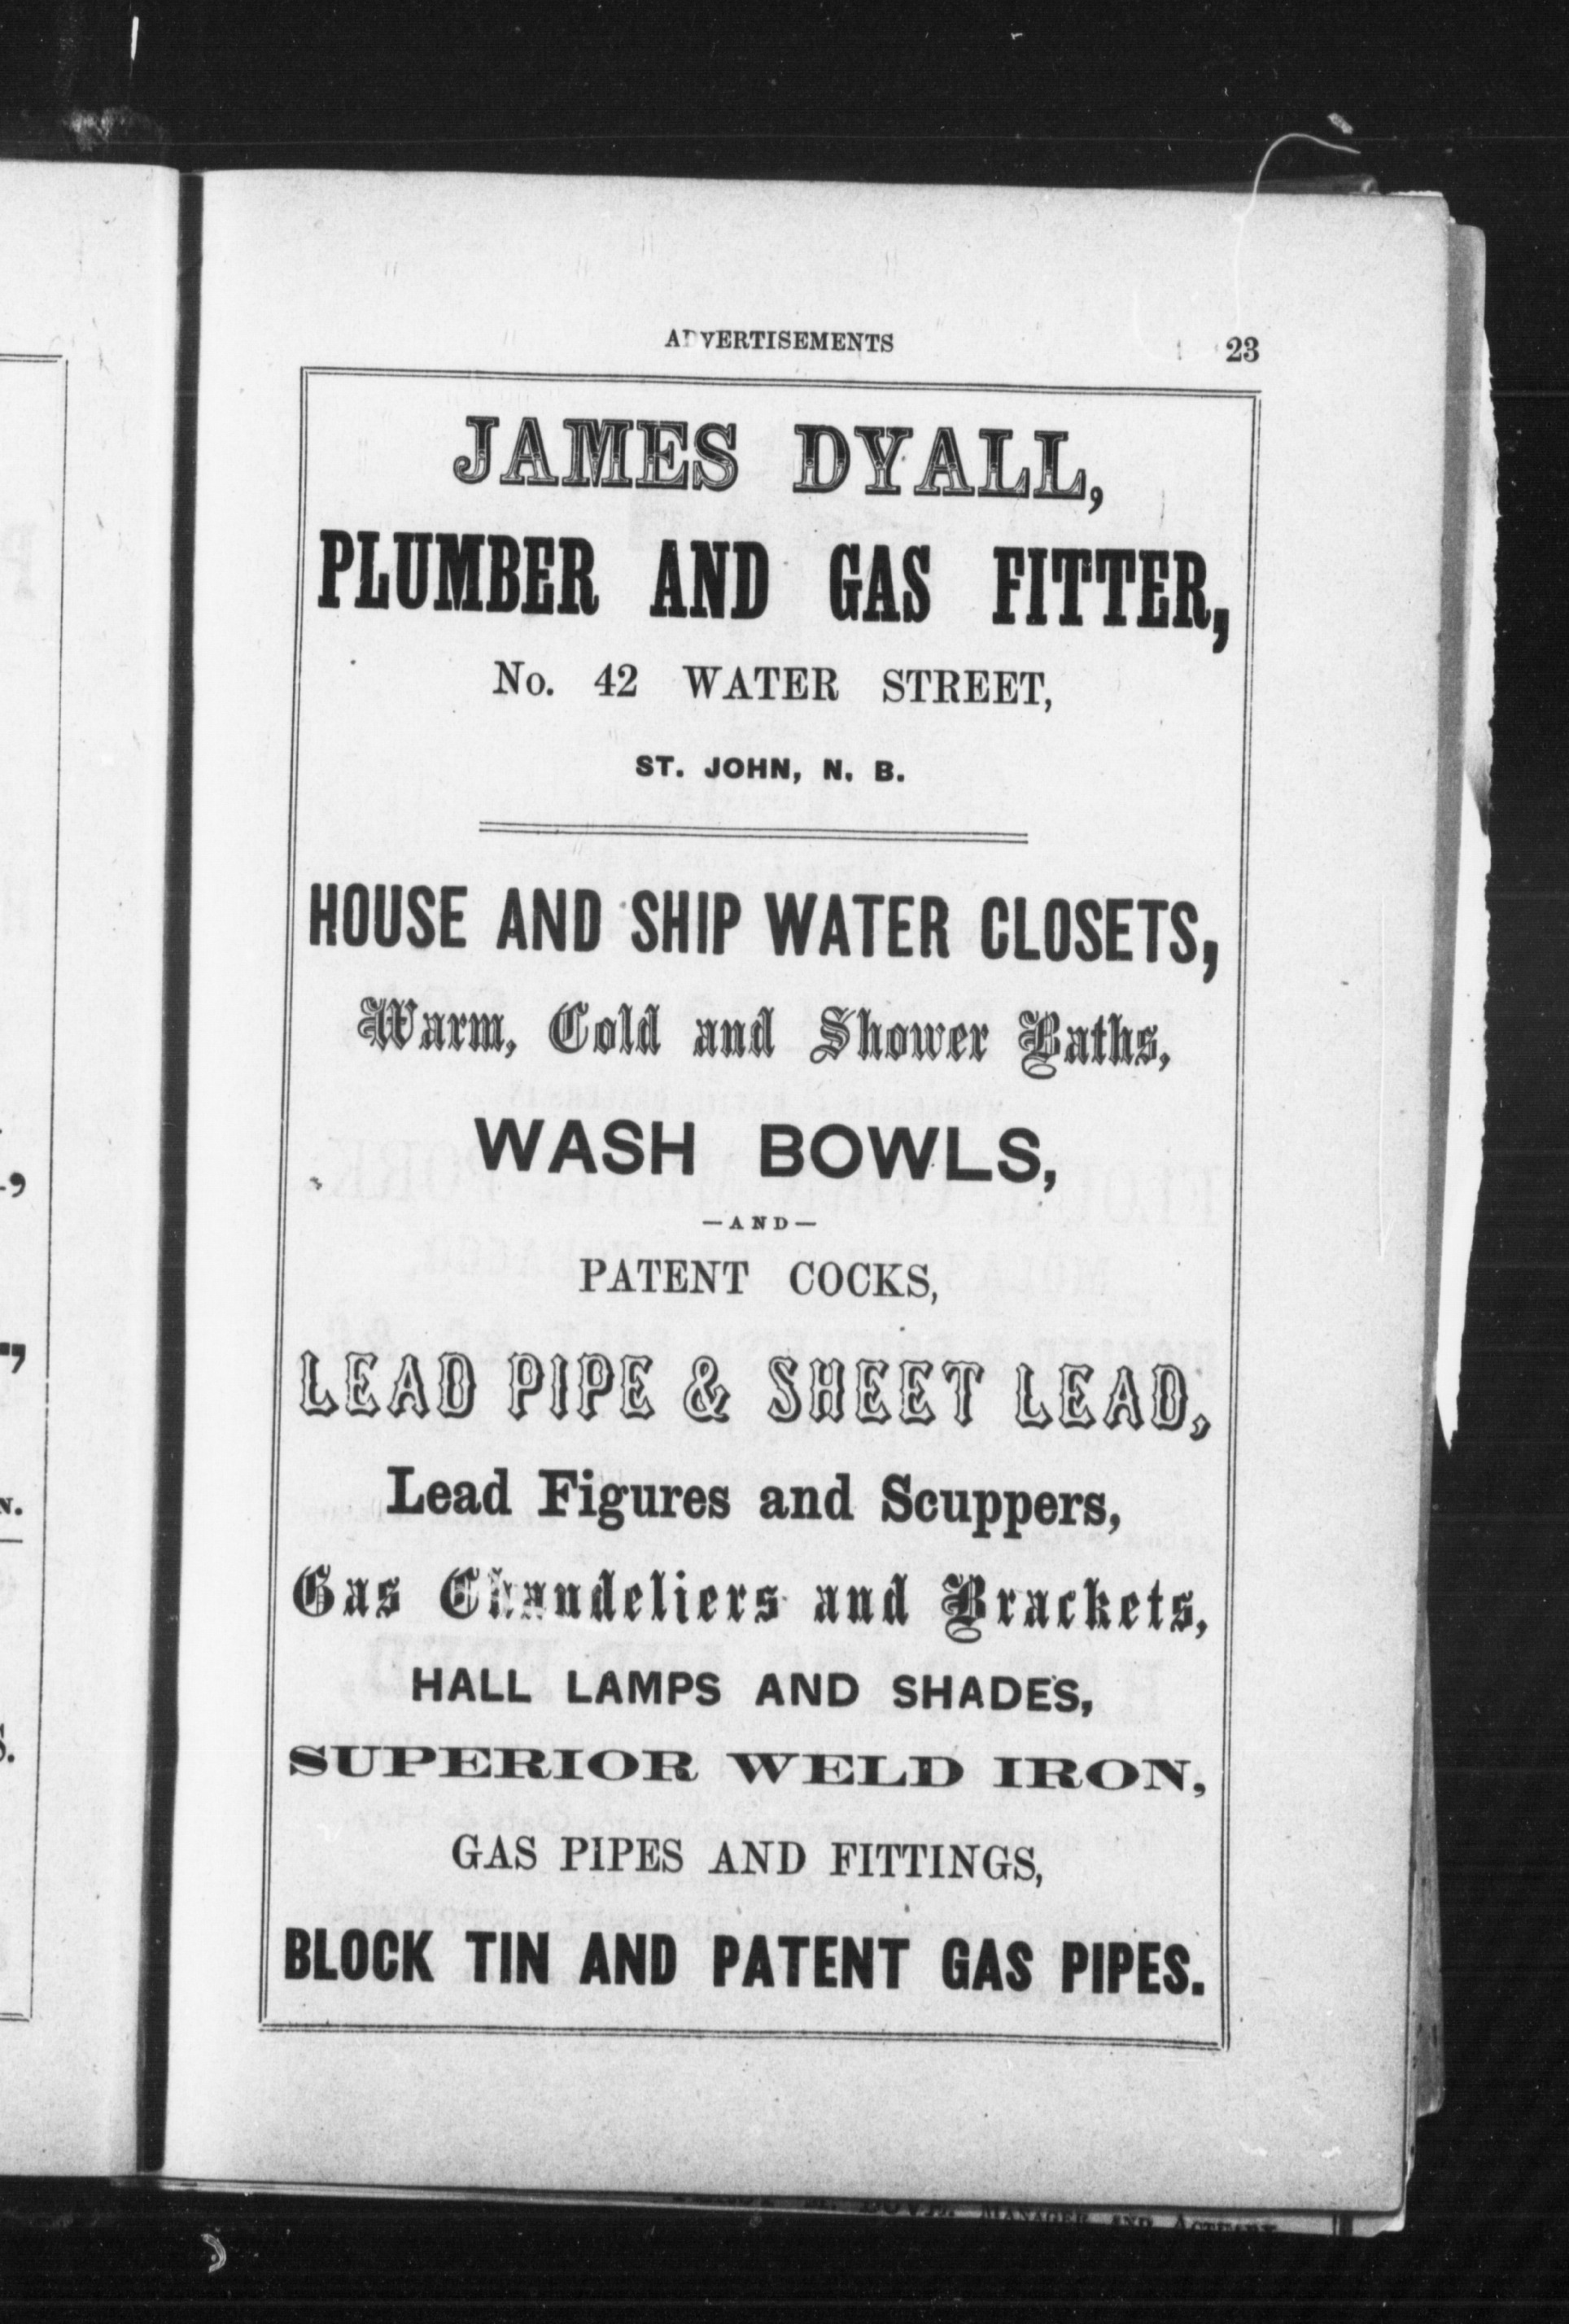 ADVERTISEMENTS 23
JAMES DYALL,
PLUMBER AND GAS FITTER,
No. 42 WATER STREET,
ST. JOHN, N. B.
HOUSE AND SHIP WATER CLOSETS,
Warm, Cold and Shower Baths,
WASH BOWLS,
—AND—
PATENT COCKS,
LEAD PIPE & SHEET LEAD,
Lead Figures and Scuppers,
Gas Chandeliers and Brackets,
HALL LAMPS AND SHADES,
SUPERIOR WELD IRON,
GAS PIPES AND FITTINGS,
BLOCK TIN AND PATENT GAS PIPES.
MANAGER AND ACTUARY